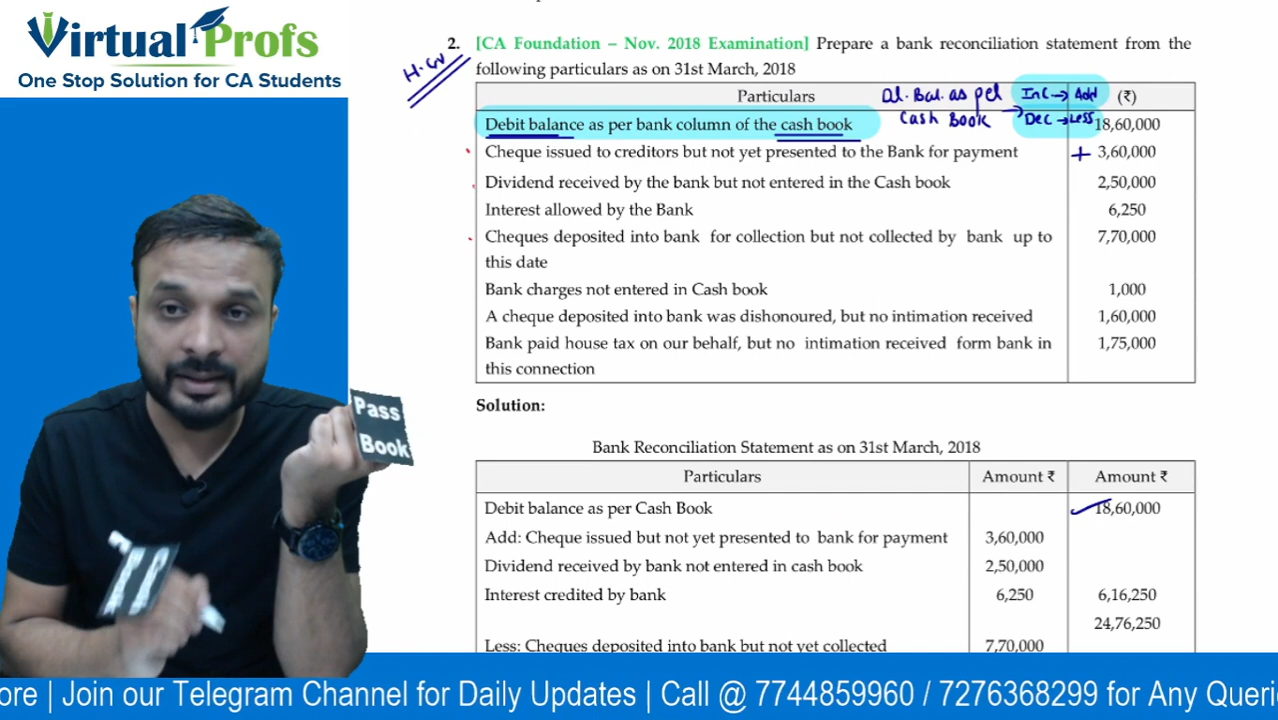 Virtual Profs
One Stop Solution for CA Students
H.W
2. [CA Foundation – Nov. 2018 Examination] Prepare a bank reconciliation statement from the
following particulars as on 31st March, 2018
Particulars (₹)
Dr. Bal. as per Inc → Add
Cash Book → Dec → Less
Debit balance as per bank column of the cash book 18,60,000
Cheque issued to creditors but not yet presented to the Bank for payment + 3,60,000
Dividend received by the bank but not entered in the Cash book 2,50,000
Interest allowed by the Bank 6,250
Cheques deposited into bank for collection but not collected by bank up to 7,70,000
this date
Bank charges not entered in Cash book 1,000
A cheque deposited into bank was dishonoured, but no intimation received 1,60,000
Bank paid house tax on our behalf, but no intimation received form bank in 1,75,000
this connection
Solution:
Bank Reconciliation Statement as on 31st March, 2018
Particulars Amount ₹ Amount ₹
Debit balance as per Cash Book 18,60,000
Add: Cheque issued but not yet presented to bank for payment 3,60,000
Dividend received by bank not entered in cash book 2,50,000
Interest credited by bank 6,250 6,16,250
24,76,250
Less: Cheques deposited into bank but not yet collected 7,70,000
Pass
Book
ore | Join our Telegram Channel for Daily Updates | Call @ 7744859960 / 7276368299 for Any Queri